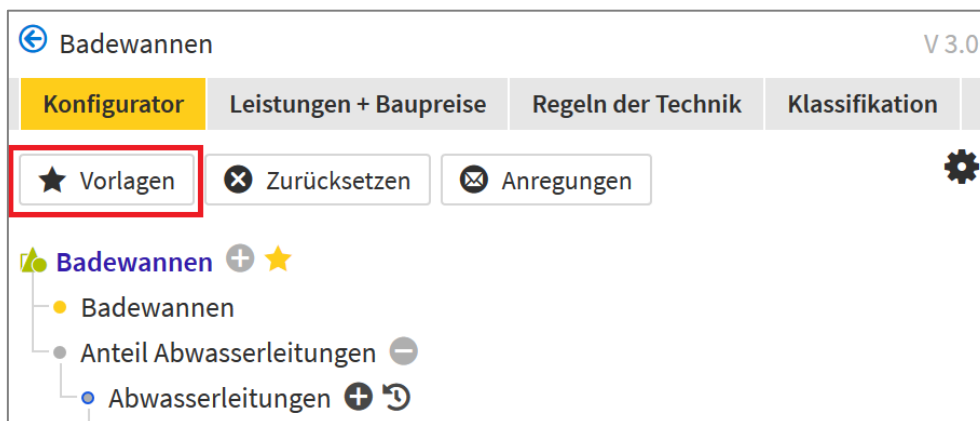 Badewannen V 3.0
Konfigurator Leistungen + Baupreise Regeln der Technik Klassifikation
Vorlagen Zurücksetzen Anregungen
Badewannen
Badewannen
Anteil Abwasserleitungen
Abwasserleitungen